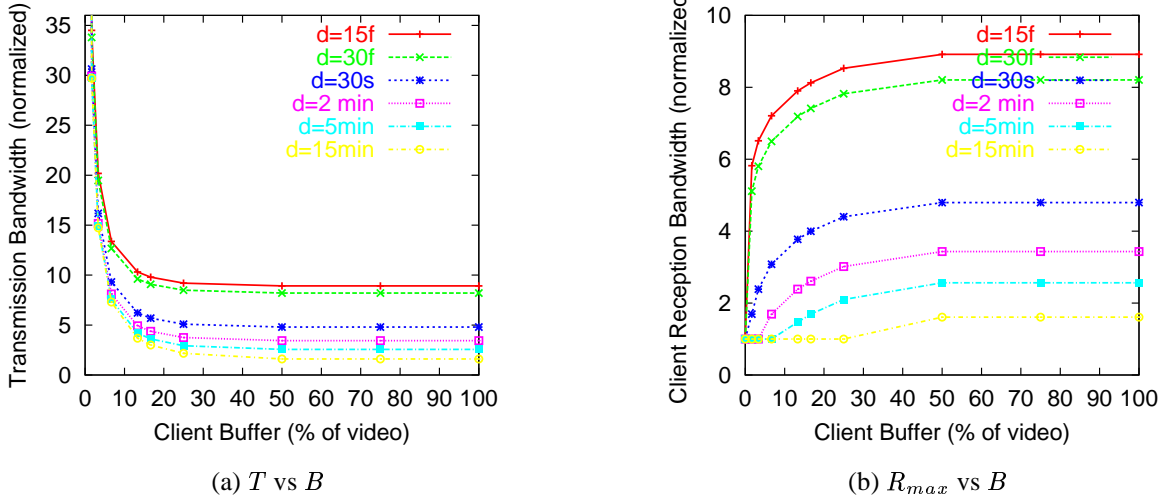 Transmission Bandwidth (normalized)
35
30
25
20
15
10
5
0
d=15f
d=30f
d=30s
d=2 min
d=5min
d=15min
0 10 20 30 40 50 60 70 80 90 100
Client Buffer (% of video)
(a) T vs B
Client Reception Bandwidth (normalized)
10
8
6
4
2
0
d=15f
d=30f
d=30s
d=2 min
d=5min
d=15min
0 10 20 30 40 50 60 70 80 90 100
Client Buffer (% of video)
(b) Rmax vs B